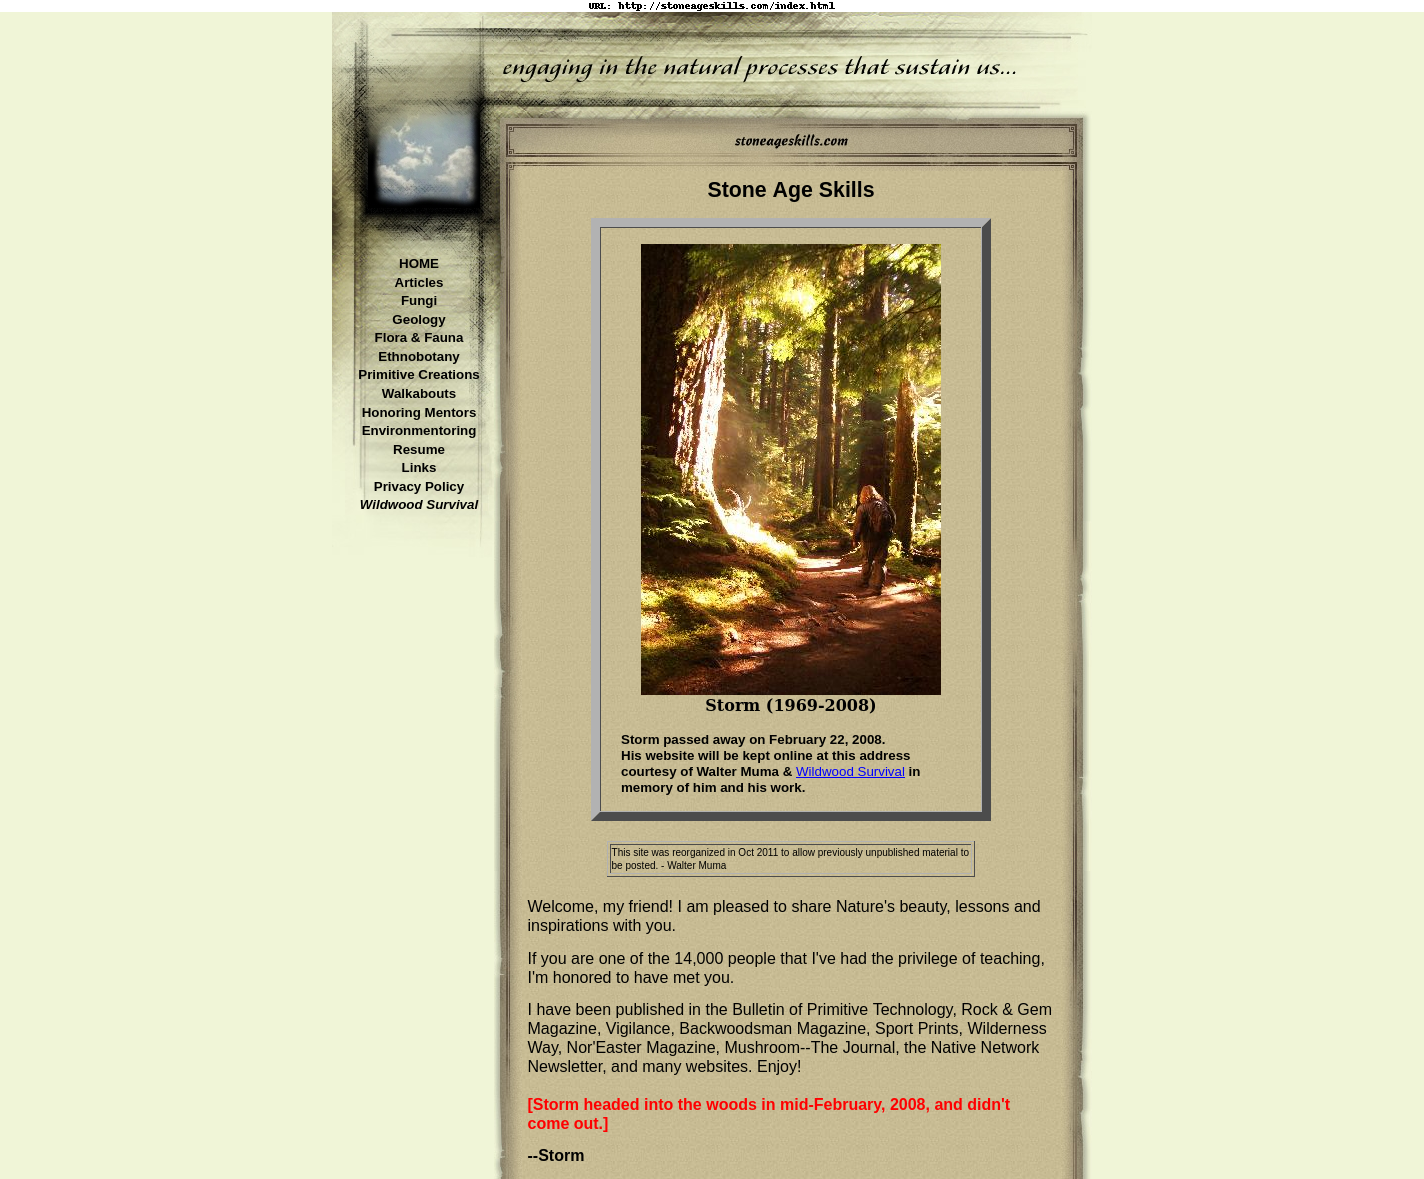 URL: http://stoneageskills.com/index.html
engaging in the natural processes that sustain us...
stoneageskills.com
HOME
Articles
Fungi
Geology
Flora & Fauna
Ethnobotany
Primitive Creations
Walkabouts
Honoring Mentors
Environmentoring
Resume
Links
Privacy Policy
Wildwood Survival
Stone Age Skills
Storm (1969-2008)
Storm passed away on February 22, 2008.
His website will be kept online at this address
courtesy of Walter Muma & Wildwood Survival in
memory of him and his work.
This site was reorganized in Oct 2011 to allow previously unpublished material to
be posted. - Walter Muma
Welcome, my friend! I am pleased to share Nature's beauty, lessons and
inspirations with you.
If you are one of the 14,000 people that I've had the privilege of teaching,
I'm honored to have met you.
I have been published in the Bulletin of Primitive Technology, Rock & Gem
Magazine, Vigilance, Backwoodsman Magazine, Sport Prints, Wilderness
Way, Nor'Easter Magazine, Mushroom--The Journal, the Native Network
Newsletter, and many websites. Enjoy!
[Storm headed into the woods in mid-February, 2008, and didn't
come out.]
--Storm